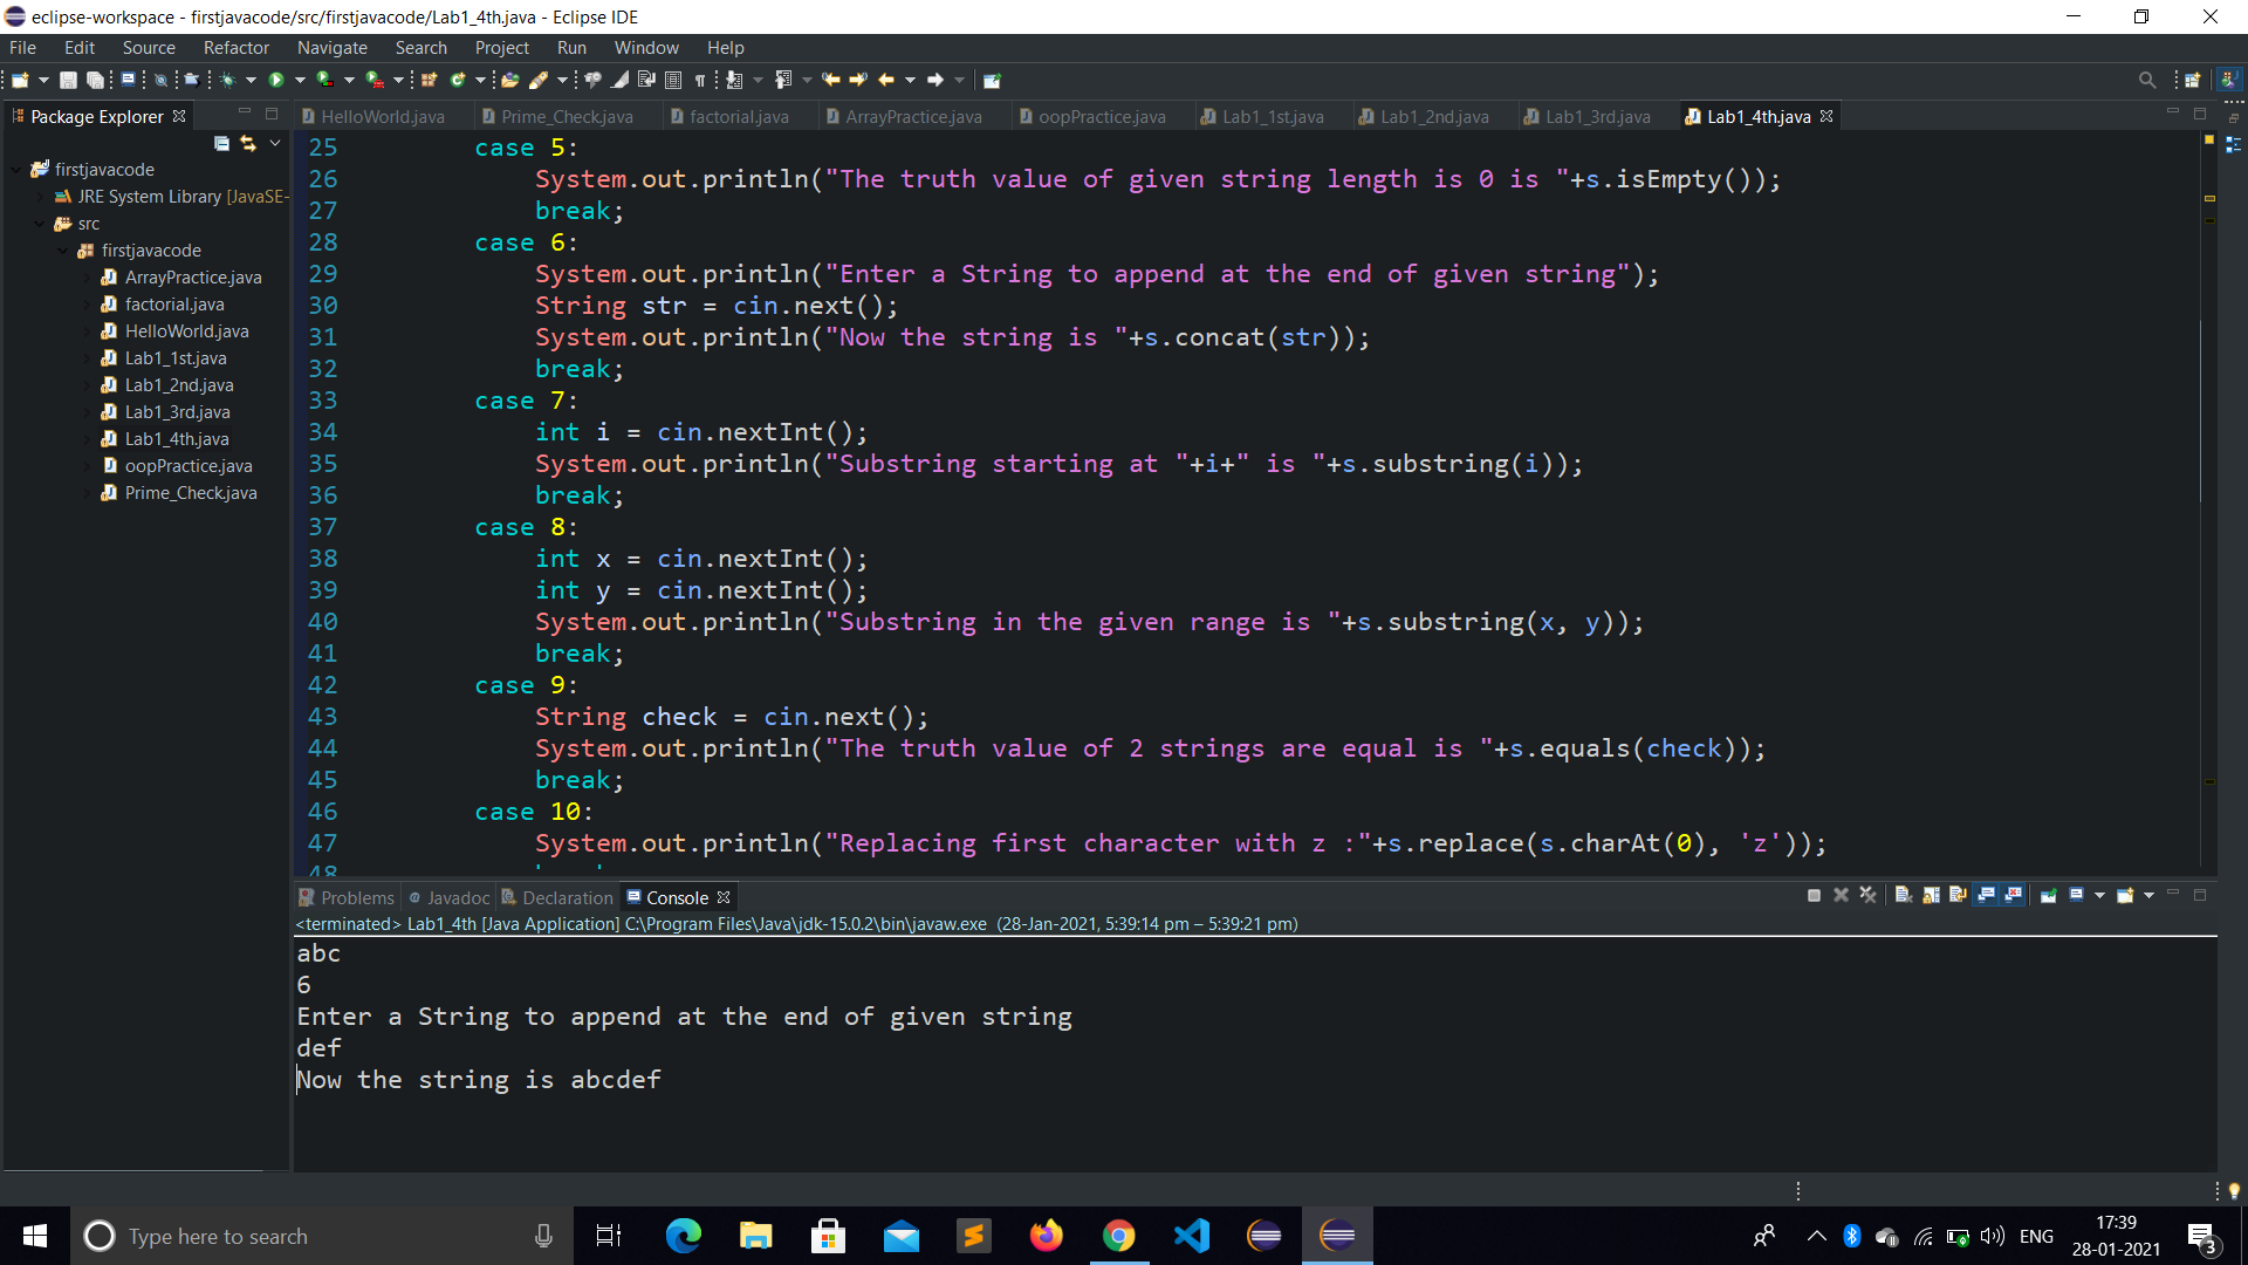 eclipse-workspace - firstjavacode/src/firstjavacode/Lab1_4th.java - Eclipse IDE
File Edit Source Refactor Navigate Search Project Run Window Help
Package Explorer
HelloWorld.java Prime_Check.java factorial.java ArrayPractice.java oopPractice.java Lab1_1st.java Lab1_2nd.java Lab1_3rd.java Lab1_4th.java
firstjavacode
JRE System Library [JavaSE-
src
firstjavacode
ArrayPractice.java
factorial.java
HelloWorld.java
Lab1_1st.java
Lab1_2nd.java
Lab1_3rd.java
Lab1_4th.java
oopPractice.java
Prime_Check.java
25 case 5:
26 System.out.println("The truth value of given string length is 0 is "+s.isEmpty());
27 break;
28 case 6:
29 System.out.println("Enter a String to append at the end of given string");
30 String str = cin.next();
31 System.out.println("Now the string is "+s.concat(str));
32 break;
33 case 7:
34 int i = cin.nextInt();
35 System.out.println("Substring starting at "+i+" is "+s.substring(i));
36 break;
37 case 8:
38 int x = cin.nextInt();
39 int y = cin.nextInt();
40 System.out.println("Substring in the given range is "+s.substring(x, y));
41 break;
42 case 9:
43 String check = cin.next();
44 System.out.println("The truth value of 2 strings are equal is "+s.equals(check));
45 break;
46 case 10:
47 System.out.println("Replacing first character with z :"+s.replace(s.charAt(0), 'z'));
48
Problems Javadoc Declaration Console
<terminated> Lab1_4th [Java Application] C:\Program Files\Java\jdk-15.0.2\bin\javaw.exe (28-Jan-2021, 5:39:14 pm – 5:39:21 pm)
abc
6
Enter a String to append at the end of given string
def
Now the string is abcdef
Type here to search
ENG
17:39
28-01-2021
3